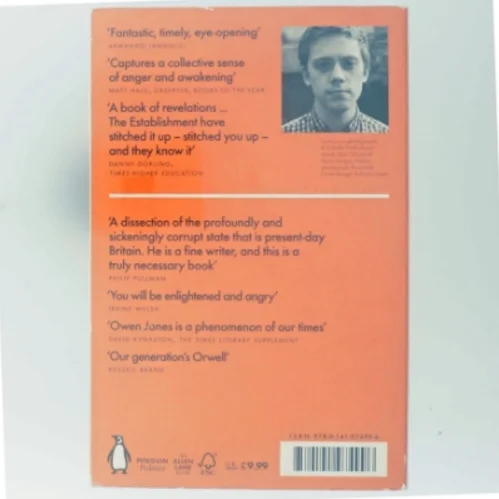 'Fantastic, timely, eye-opening'
ARMANDO IANNUCCI
'Captures a collective sense
of anger and awakening'
MATT HAIG, OBSERVER, BOOKS OF THE YEAR
'A book of revelations ...
The Establishment have
stitched it up – stitched you up –
and they know it'
DANNY DORLING,
TIMES HIGHER EDUCATION
'A dissection of the profoundly and
sickeningly corrupt state that is present-day
Britain. He is a fine writer, and this is a
truly necessary book'
PHILIP PULLMAN
'You will be enlightened and angry'
IRVINE WELSH
'Owen Jones is a phenomenon of our times'
DAVID KYNASTON, THE TIMES LITERARY SUPPLEMENT
'Our generation's Orwell'
RUSSELL BRAND
PENGUIN
Politics
ALLEN
LANE
FSC
U.K. £9.99